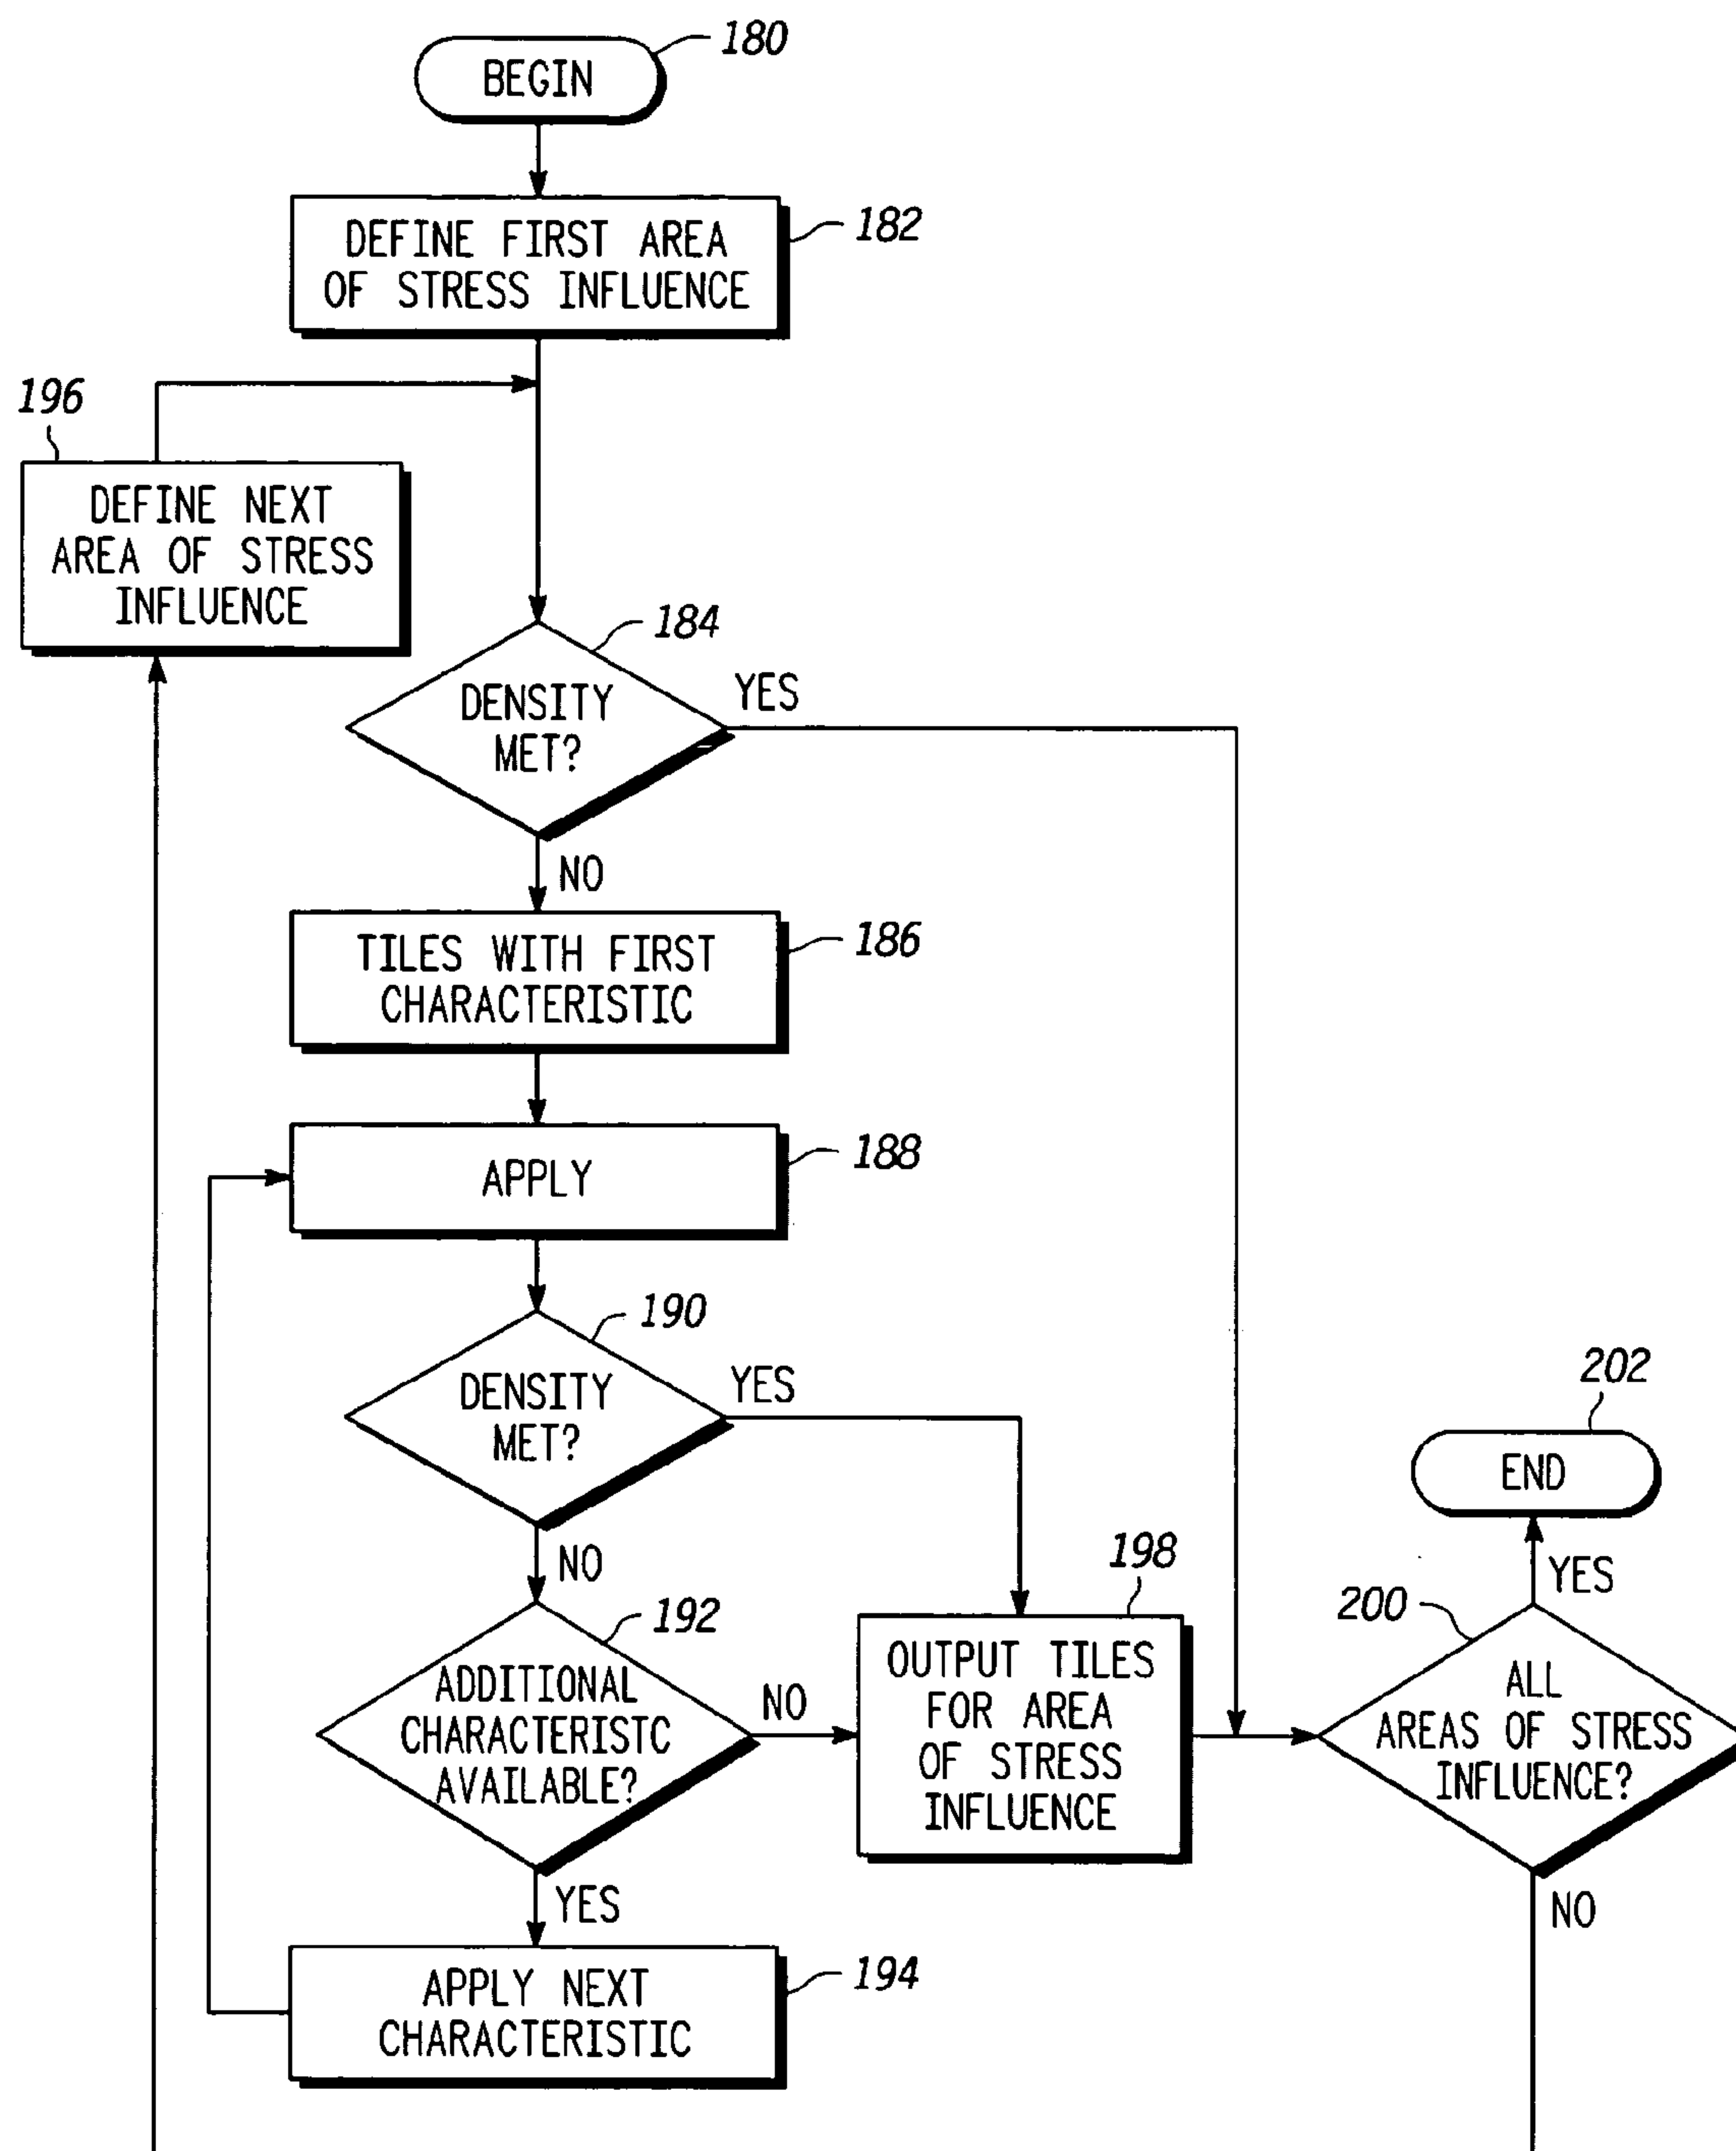 180
BEGIN
182
DEFINE FIRST AREA
OF STRESS INFLUENCE
196
DEFINE NEXT
AREA OF STRESS
INFLUENCE
184
DENSITY
MET?
YES
NO
186
TILES WITH FIRST
CHARACTERISTIC
188
APPLY
190
DENSITY
MET?
YES
NO
192
ADDITIONAL
CHARACTERISTC
AVAILABLE?
NO
YES
194
APPLY NEXT
CHARACTERISTIC
198
OUTPUT TILES
FOR AREA
OF STRESS
INFLUENCE
202
END
YES
200
ALL
AREAS OF STRESS
INFLUENCE?
NO